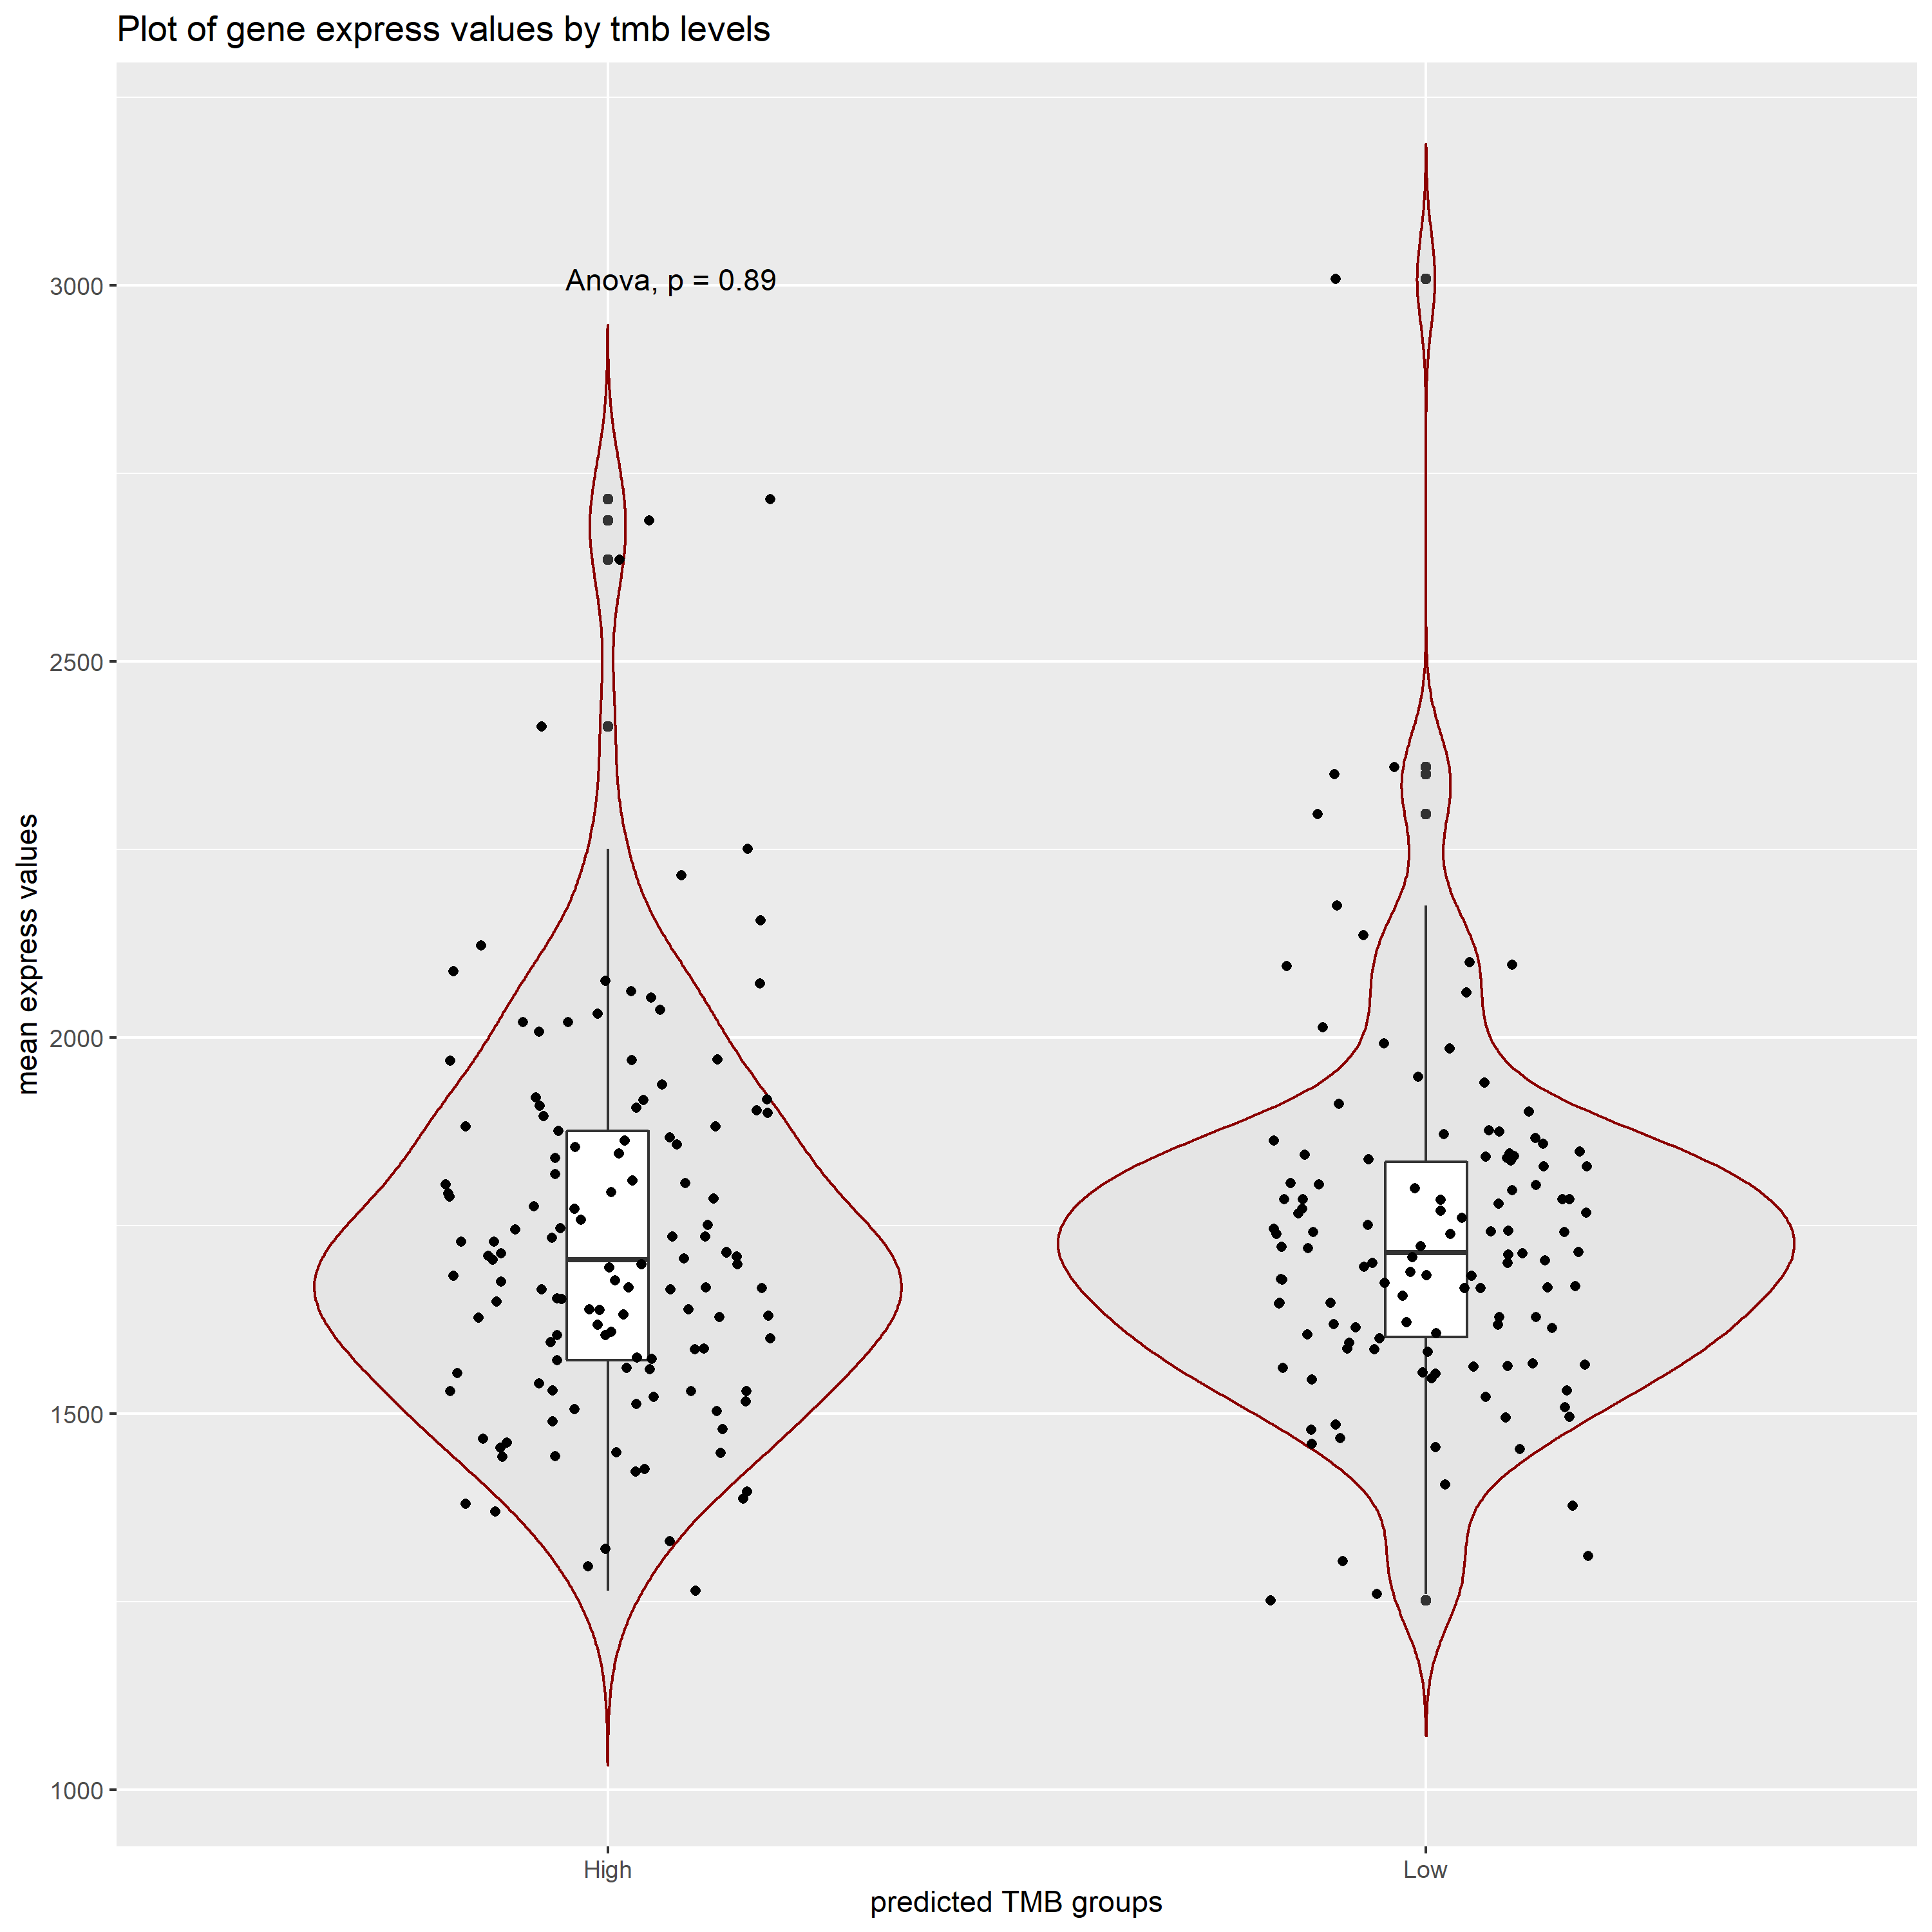 Plot of gene express values by tmb levels
Anova, p = 0.89
3000
2500
2000
1500
1000
mean express values
High
Low
predicted TMB groups